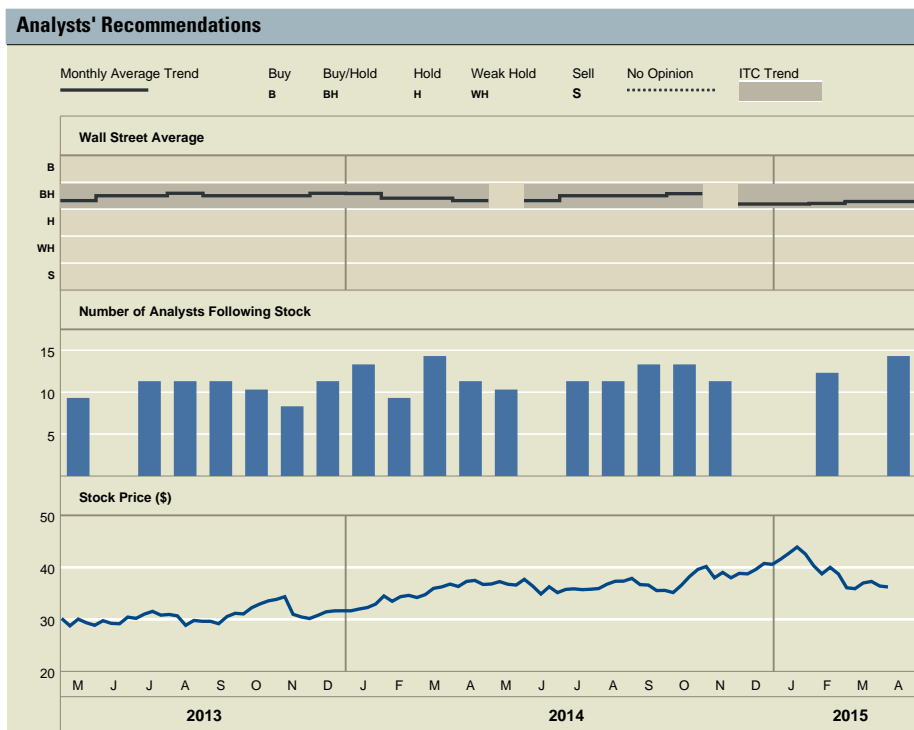 Analysts' Recommendations
Monthly Average Trend Buy Buy/Hold Hold Weak Hold Sell No Opinion ITC Trend
B BH H WH S
Wall Street Average
B
BH
H
WH
S
Number of Analysts Following Stock
15
10
5
Stock Price ($)
50
40
30
20
M J J A S O N D J F M A M J J A S O N D J F M A
2013 2014 2015